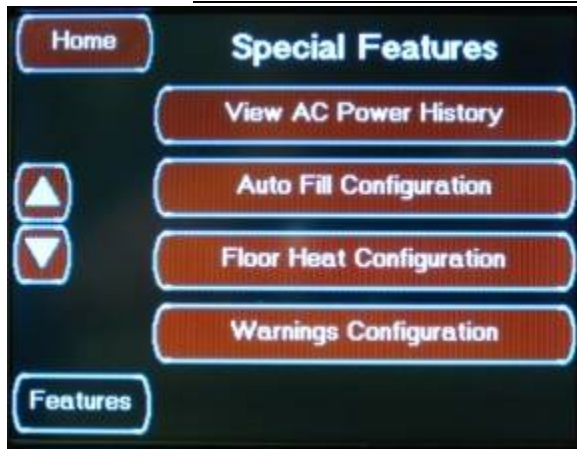 Home
Special Features
View AC Power History
Auto Fill Configuration
Floor Heat Configuration
Warnings Configuration
Features